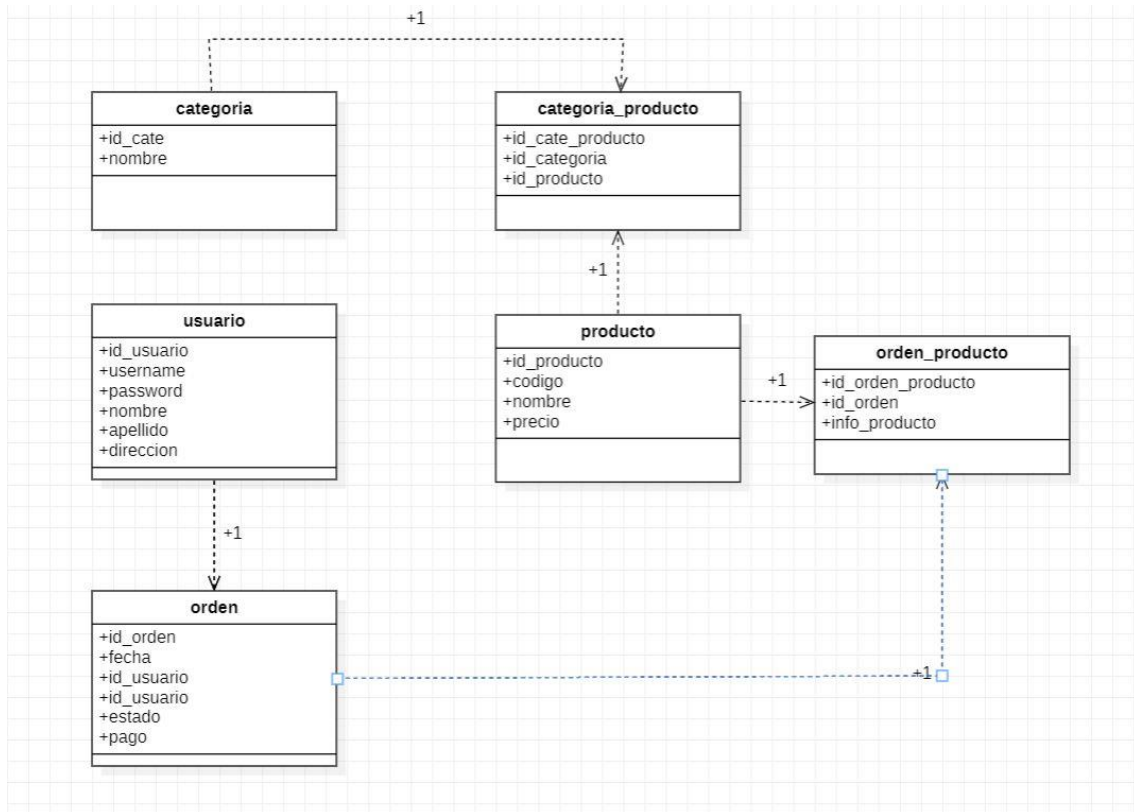 +1
categoria
+id_cate
+nombre
categoria_producto
+id_cate_producto
+id_categoria
+id_producto
+1
usuario
+id_usuario
+username
+password
+nombre
+apellido
+direccion
producto
+id_producto
+codigo
+nombre
+precio
+1
orden_producto
+id_orden_producto
+id_orden
+info_producto
+1
orden
+id_orden
+fecha
+id_usuario
+id_usuario
+estado
+pago
+1